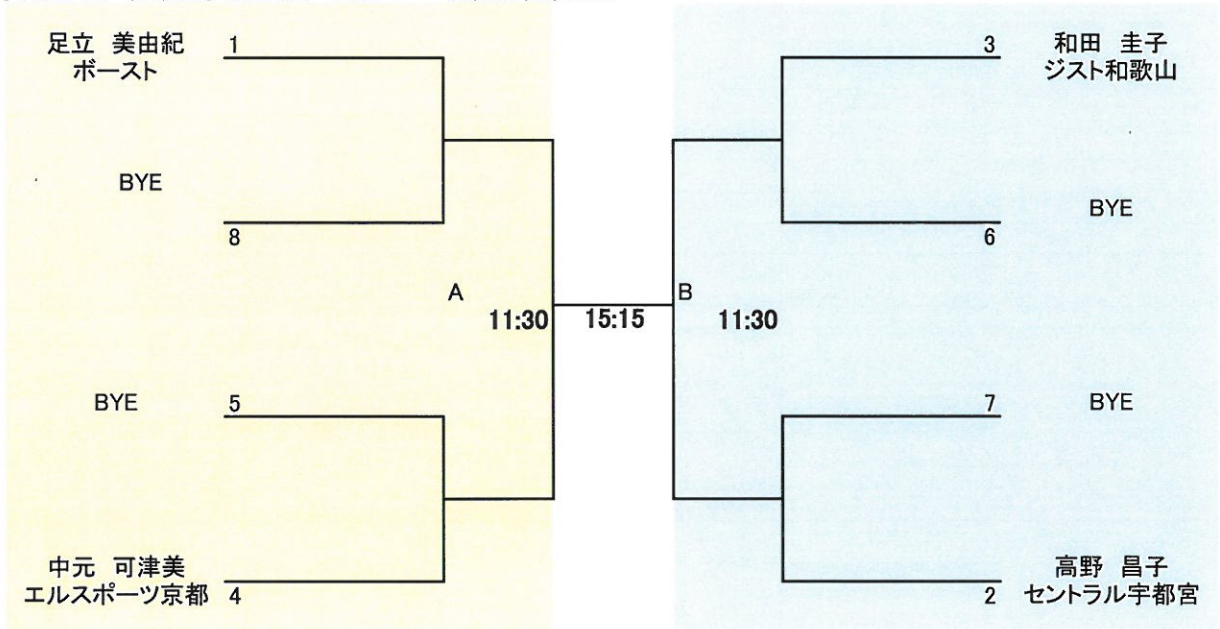 足立 美由紀
ボースト
1
BYE
8
A
11:30
BYE
5
中元 可津美
エルスポーツ京都
4
15:15
3
和田 圭子
ジスト和歌山
6
BYE
B
11:30
7
BYE
2
高野 昌子
セントラル宇都宮